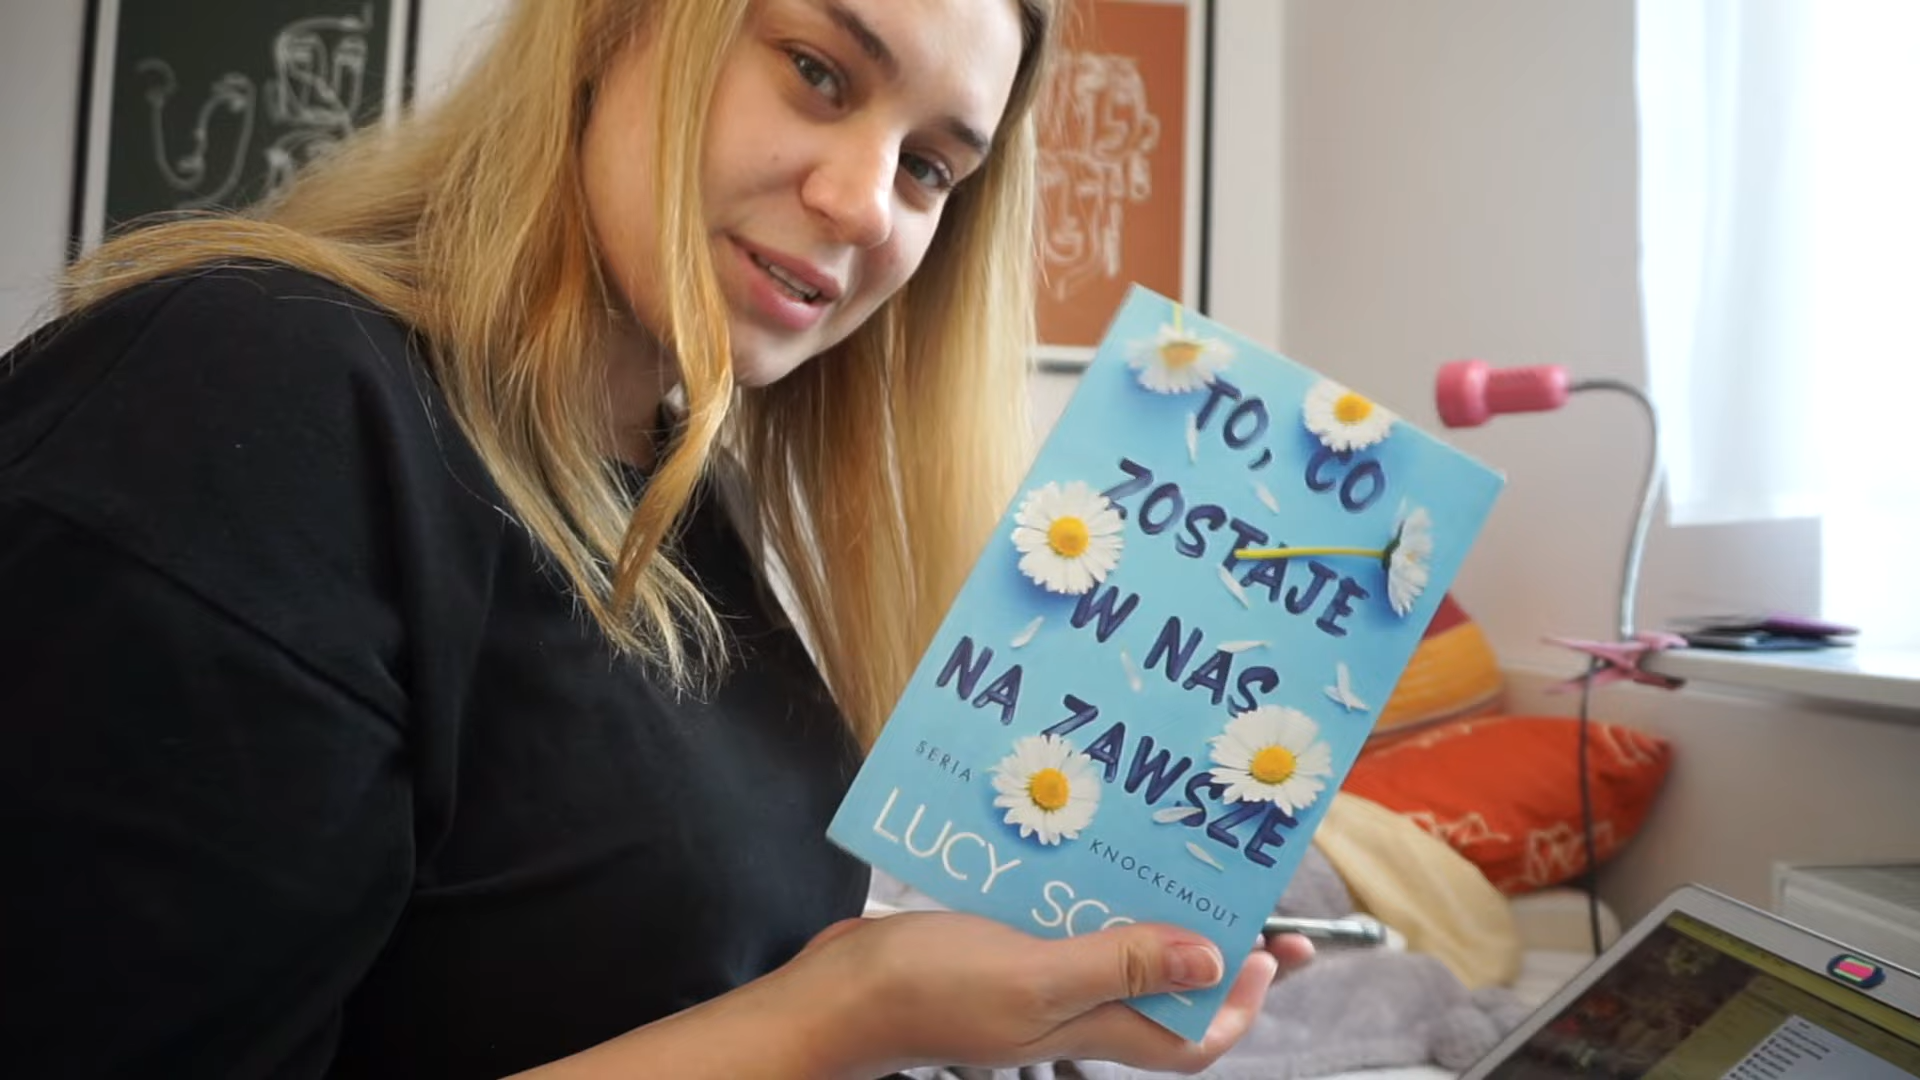 TO, CO
ZOSTAJE
W NAS
NA ZAWSZE
SERIA KNOCKEMOUT
LUCY